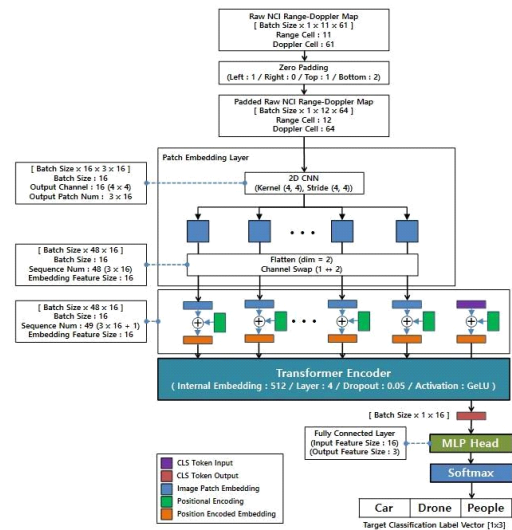 Raw NCI Range-Doppler Map
[ Batch Size × 1 × 11 × 61 ]
Range Cell : 11
Doppler Cell : 61
Zero Padding
(Left : 1 / Right : 0 / Top : 1 / Bottom : 2)
Padded Raw NCI Range-Doppler Map
[ Batch Size × 1 × 12 × 64 ]
Range Cell : 12
Doppler Cell : 64
Patch Embedding Layer
[ Batch Size × 16 × 3 × 16 ]
Batch Size : 16
Output Channel : 16 (4 × 4)
Output Patch Num : 3 × 16
2D CNN
(Kernel (4, 4), Stride (4, 4))
[ Batch Size × 48 × 16 ]
Batch Size : 16
Sequence Num : 48 (3 × 16)
Embedding Feature Size : 16
Flatten (dim = 2)
Channel Swap (1 ↔ 2)
[ Batch Size × 48 × 16 ]
Batch Size : 16
Sequence Num : 49 (3 × 16 + 1)
Embedding Feature Size : 16
Transformer Encoder
( Internal Embedding : 512 / Layer : 4 / Dropout : 0.05 / Activation : GeLU )
[ Batch Size × 1 × 16 ]
Fully Connected Layer
(Input Feature Size : 16)
(Output Feature Size : 3)
MLP Head
Softmax
CLS Token Input
CLS Token Output
Image Patch Embedding
Positional Encoding
Position Encoded Embedding
Car Drone People
Target Classification Label Vector [1x3]